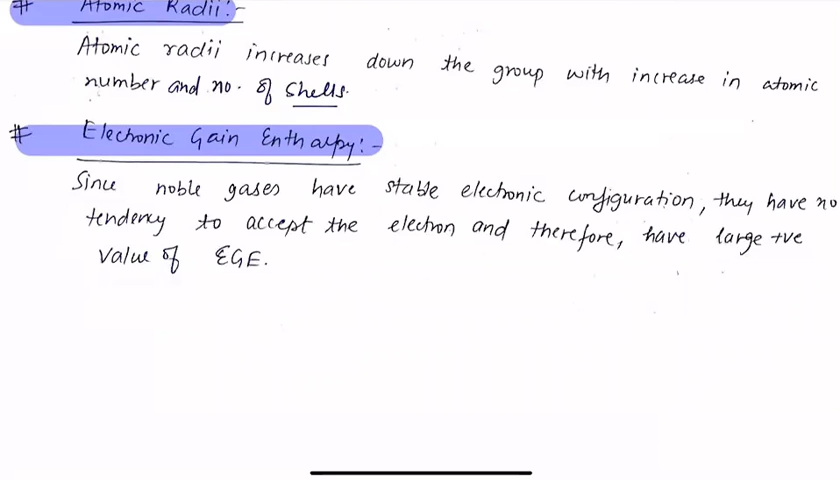 # Atomic Radii:-
Atomic radii increases down the group with increase in atomic
number and no. of shells.
# Electronic Gain Enthalpy:-
Since noble gases have stable electronic configuration, they have no
tendency to accept the electron and therefore, have large +ve
value of EGE.